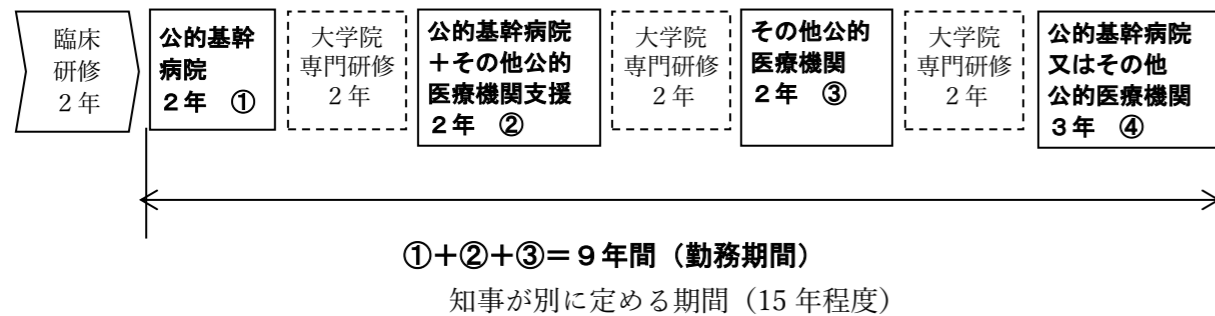 臨床
研修
２年
公的基幹
病院
２年　①
大学院
専門研修
２年
公的基幹病院
＋その他公的
医療機関支援
２年　②
大学院
専門研修
２年
その他公的
医療機関
２年　③
大学院
専門研修
２年
公的基幹病院
又はその他
公的医療機関
３年　④
①＋②＋③＝９年間（勤務期間）
知事が別に定める期間（15 年程度）